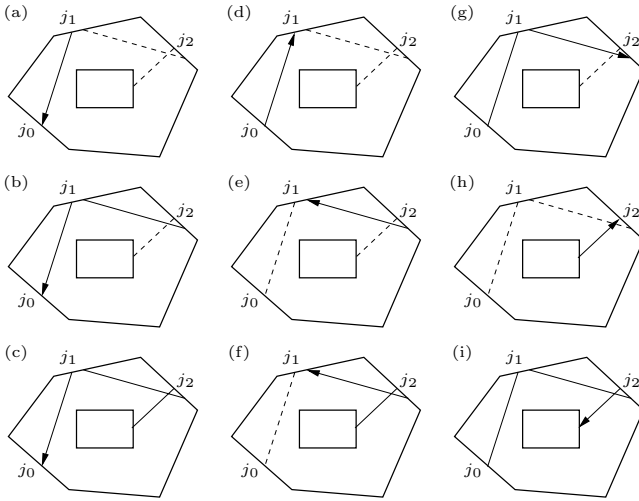 (a) j₁ j₂ j₀
(d) j₁ j₂ j₀
(g) j₁ j₂ j₀
(b) j₁ j₂ j₀
(e) j₁ j₂ j₀
(h) j₁ j₂ j₀
(c) j₁ j₂ j₀
(f) j₁ j₂ j₀
(i) j₁ j₂ j₀